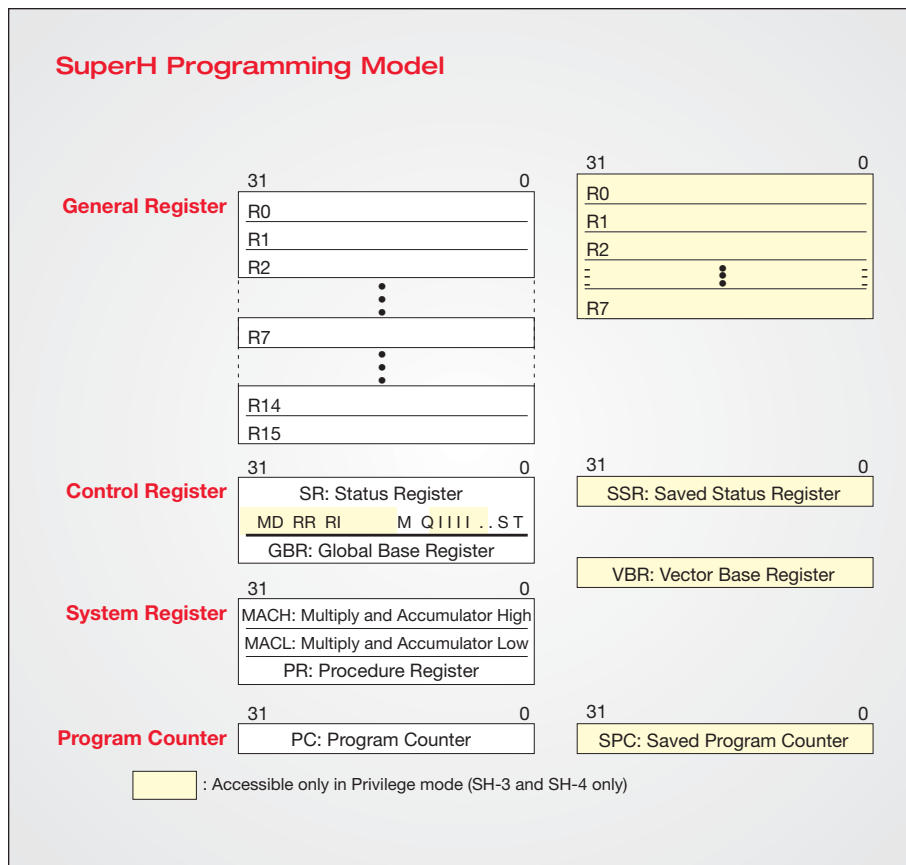 SuperH Programming Model
31 0
General Register
R0
R1
R2
R7
R14
R15
31 0
R0
R1
R2
R7
31 0
Control Register
SR: Status Register
MD RR RI M Q I I I I . . S T
GBR: Global Base Register
31 0
SSR: Saved Status Register
VBR: Vector Base Register
31 0
System Register
MACH: Multiply and Accumulator High
MACL: Multiply and Accumulator Low
PR: Procedure Register
31 0
Program Counter
PC: Program Counter
31 0
SPC: Saved Program Counter
: Accessible only in Privilege mode (SH-3 and SH-4 only)